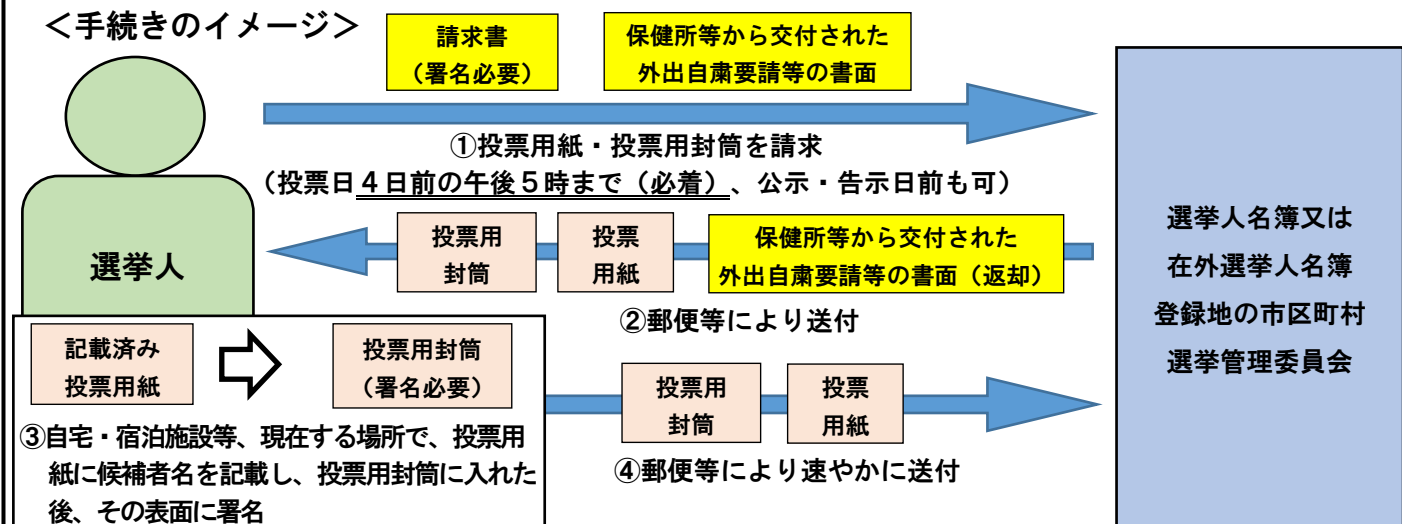 ＜手続きのイメージ＞
請求書
（署名必要）
保健所等から交付された
外出自粛要請等の書面
①投票用紙・投票用封筒を請求
（投票日４日前の午後５時まで（必着）、公示・告示日前も可）
選挙人
投票用
封筒
投票
用紙
保健所等から交付された
外出自粛要請等の書面（返却）
②郵便等により送付
記載済み
投票用紙
投票用封筒
（署名必要）
③自宅・宿泊施設等、現在する場所で、投票用
紙に候補者名を記載し、投票用封筒に入れた
後、その表面に署名
投票用
封筒
投票
用紙
④郵便等により速やかに送付
選挙人名簿又は
在外選挙人名簿
登録地の市区町村
選挙管理委員会